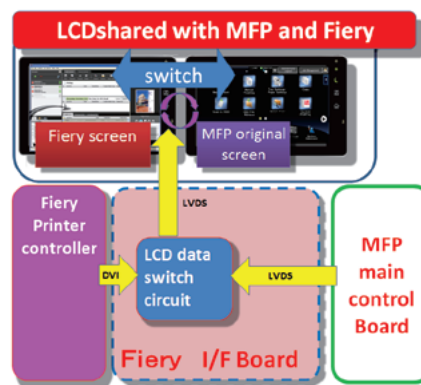 LCDshared with MFP and Fiery
switch
Fiery screen
MFP original
screen
Fiery
Printer
controller
LVDS
LCD data
switch
circuit
DVI
LVDS
MFP
main
control
Board
Fiery I/F Board